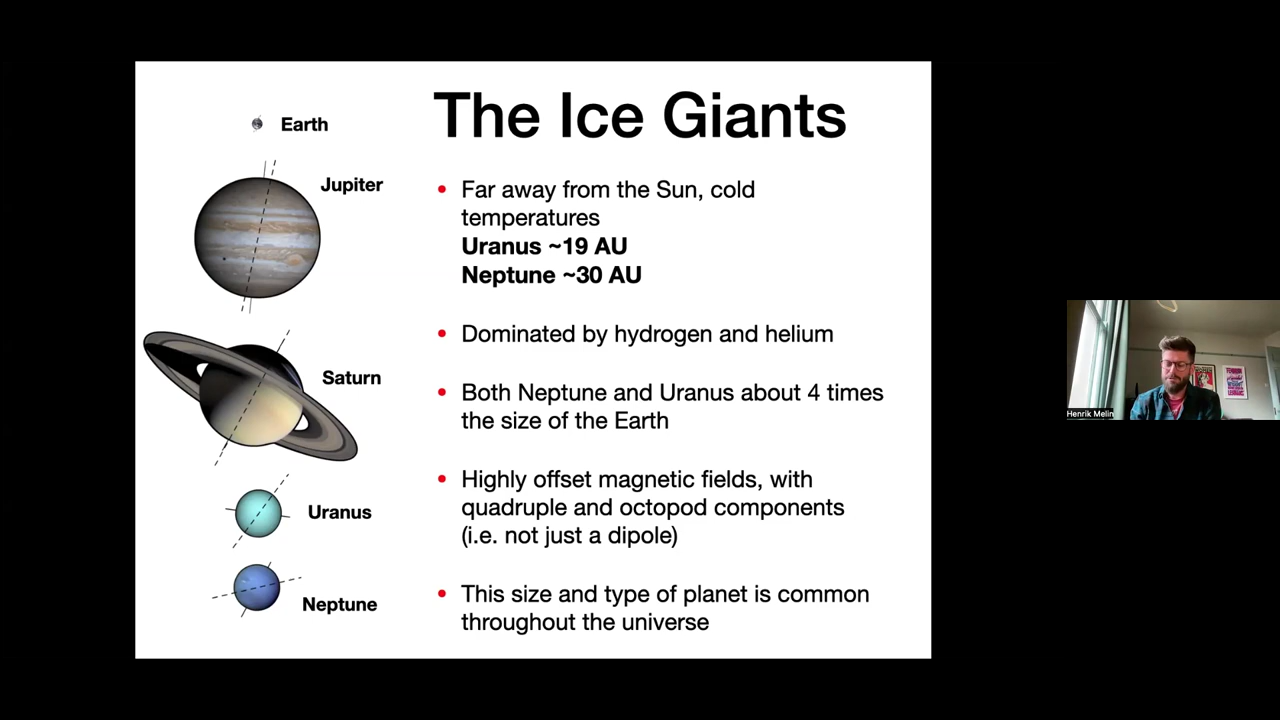 The Ice Giants
Earth
Jupiter
Saturn
Uranus
Neptune
• Far away from the Sun, cold
temperatures
Uranus ~19 AU
Neptune ~30 AU
• Dominated by hydrogen and helium
• Both Neptune and Uranus about 4 times
the size of the Earth
• Highly offset magnetic fields, with
quadruple and octopod components
(i.e. not just a dipole)
• This size and type of planet is common
throughout the universe
Henrik Melin